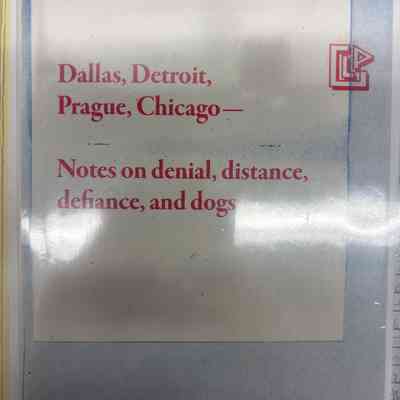 Dallas, Detroit,
Prague, Chicago—
Notes on denial, distance,
defiance, and dogs